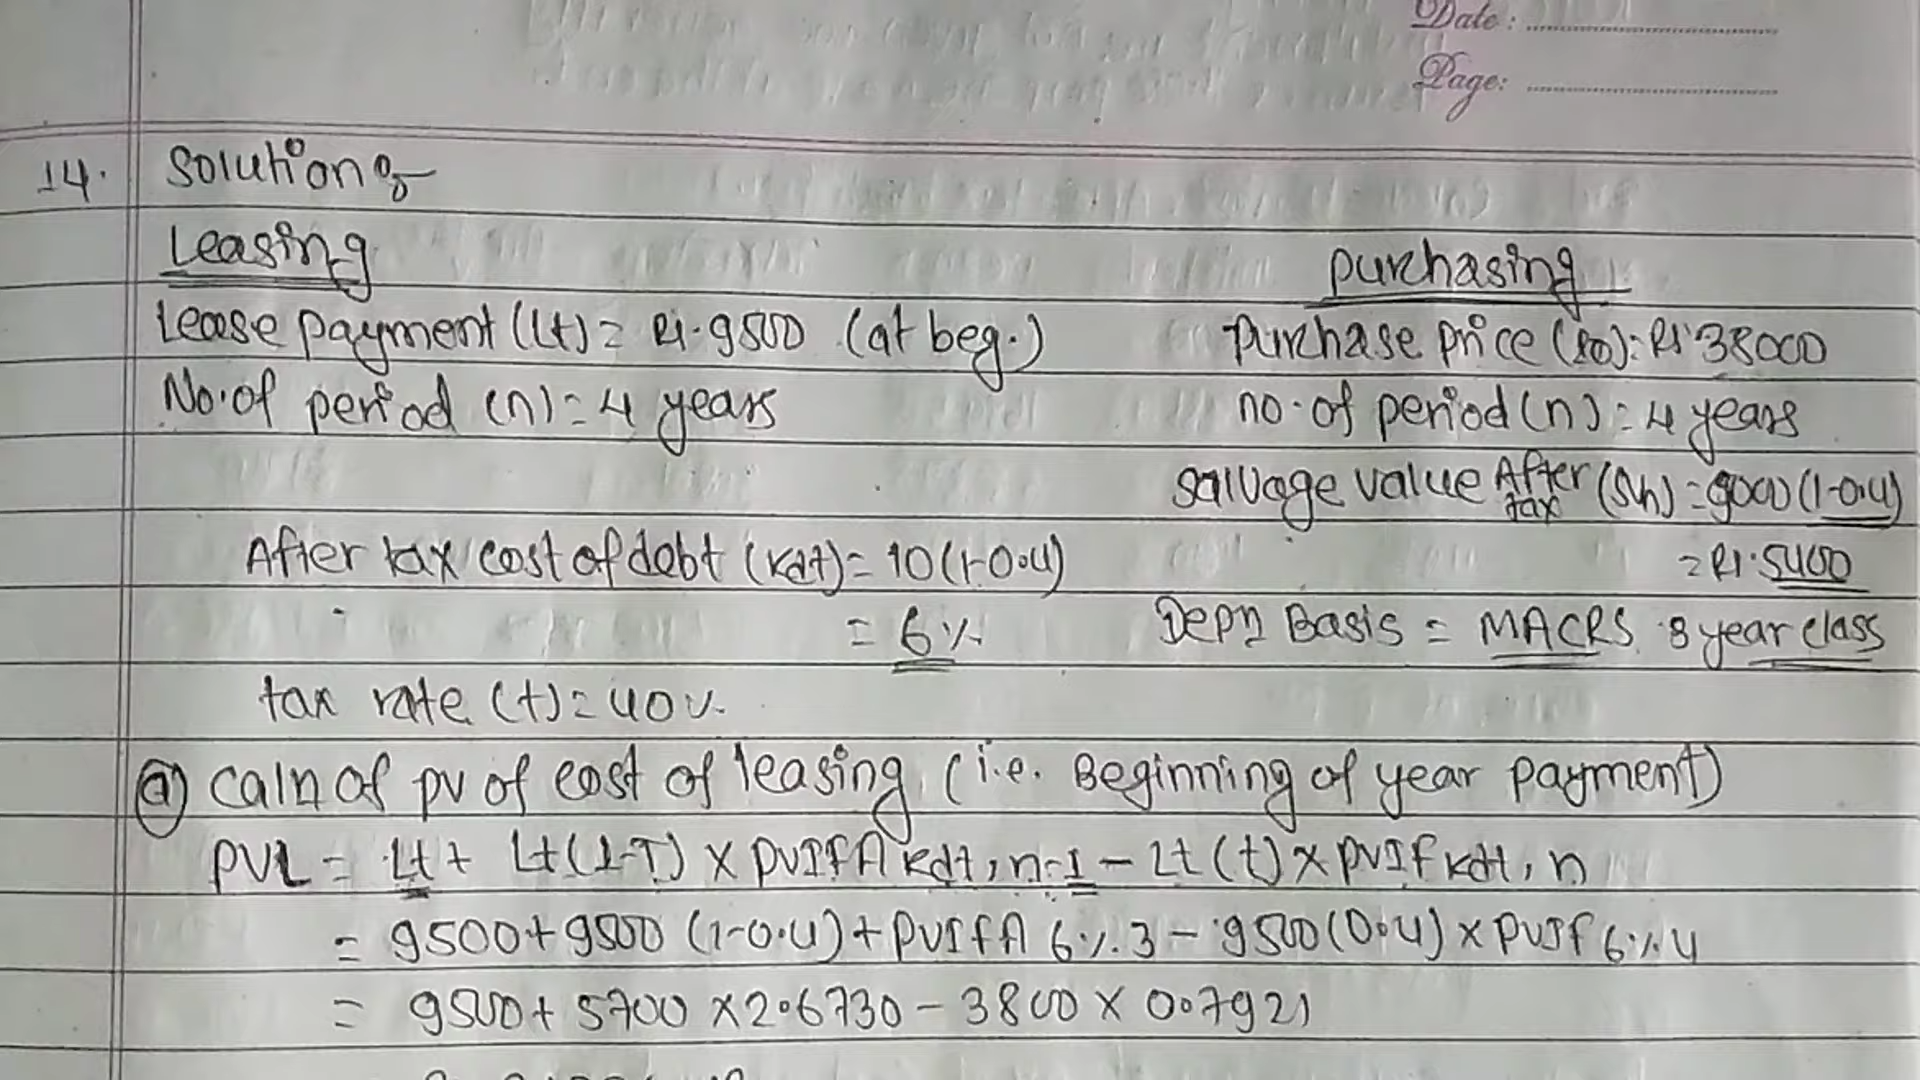 Date:
Page:
14. Solution:-
Leasing
Purchasing
Lease payment (Lt) = Rs.9500 (at beg.)
Purchase price (   ): Rs 38000
No. of period (n) = 4 years
no. of period (n) = 4 years
Salvage value After tax (Sn) = 9000 (1-0.4)
= Rs.5400
After tax cost of debt (Kdt) = 10(1-0.4)
= 6%
Depn Basis = MACRS 3 year class
tax rate (t) = 40%
(a) Caln of pv of cost of leasing (i.e. Beginning of year payment)
PVL = Lt + Lt(1-T) x PVIFA kdt, n-1 - Lt (t) x PVIF kdt, n
= 9500 + 9500 (1-0.4) + PVIFA 6%.3 - 9500 (0.4) x PVIF 6%.4
= 9500 + 5700 x 2.6730 - 3800 x 0.7921